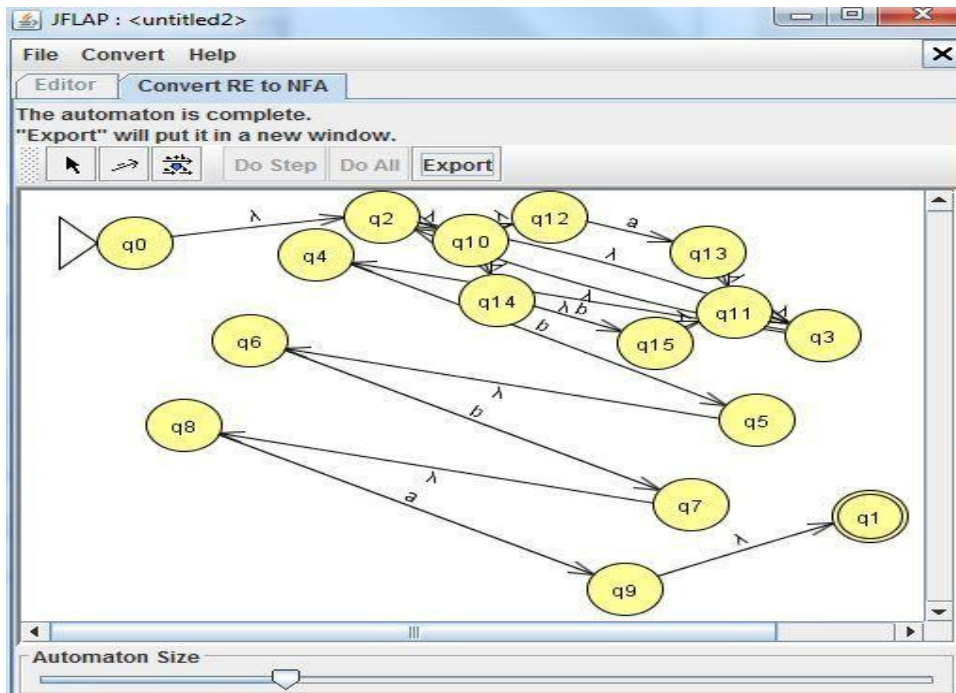 JFLAP : <untitled2>
File Convert Help
Editor Convert RE to NFA
The automaton is complete.
"Export" will put it in a new window.
Do Step Do All Export
q0
λ
q2
λ
λ
q12
a
q13
q4
q10
λ
λ
q14
λ
λ b
q11
λ
λ
q15
λ
q3
b
q6
λ
q5
b
q8
λ
q7
a
λ
q1
q9
Automaton Size